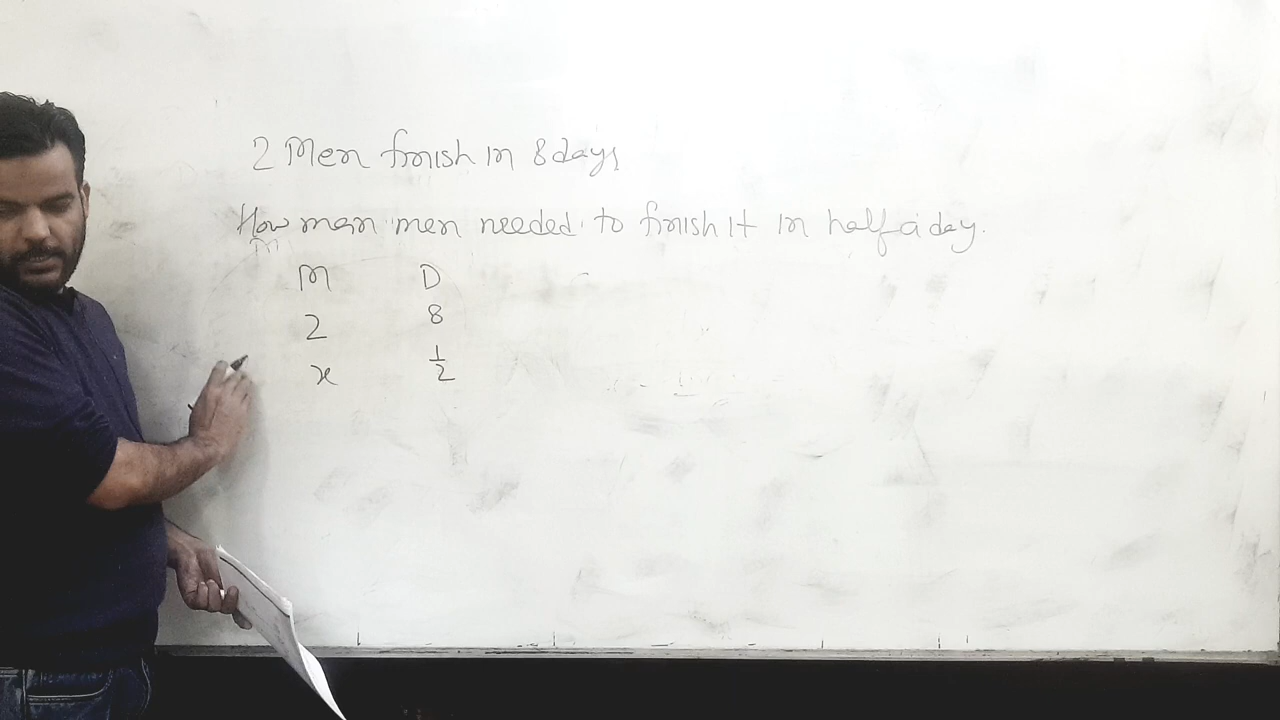 2 Men finish in 8 days
How man men needed to finish it in half a day.
M D
2 8
x 1/2